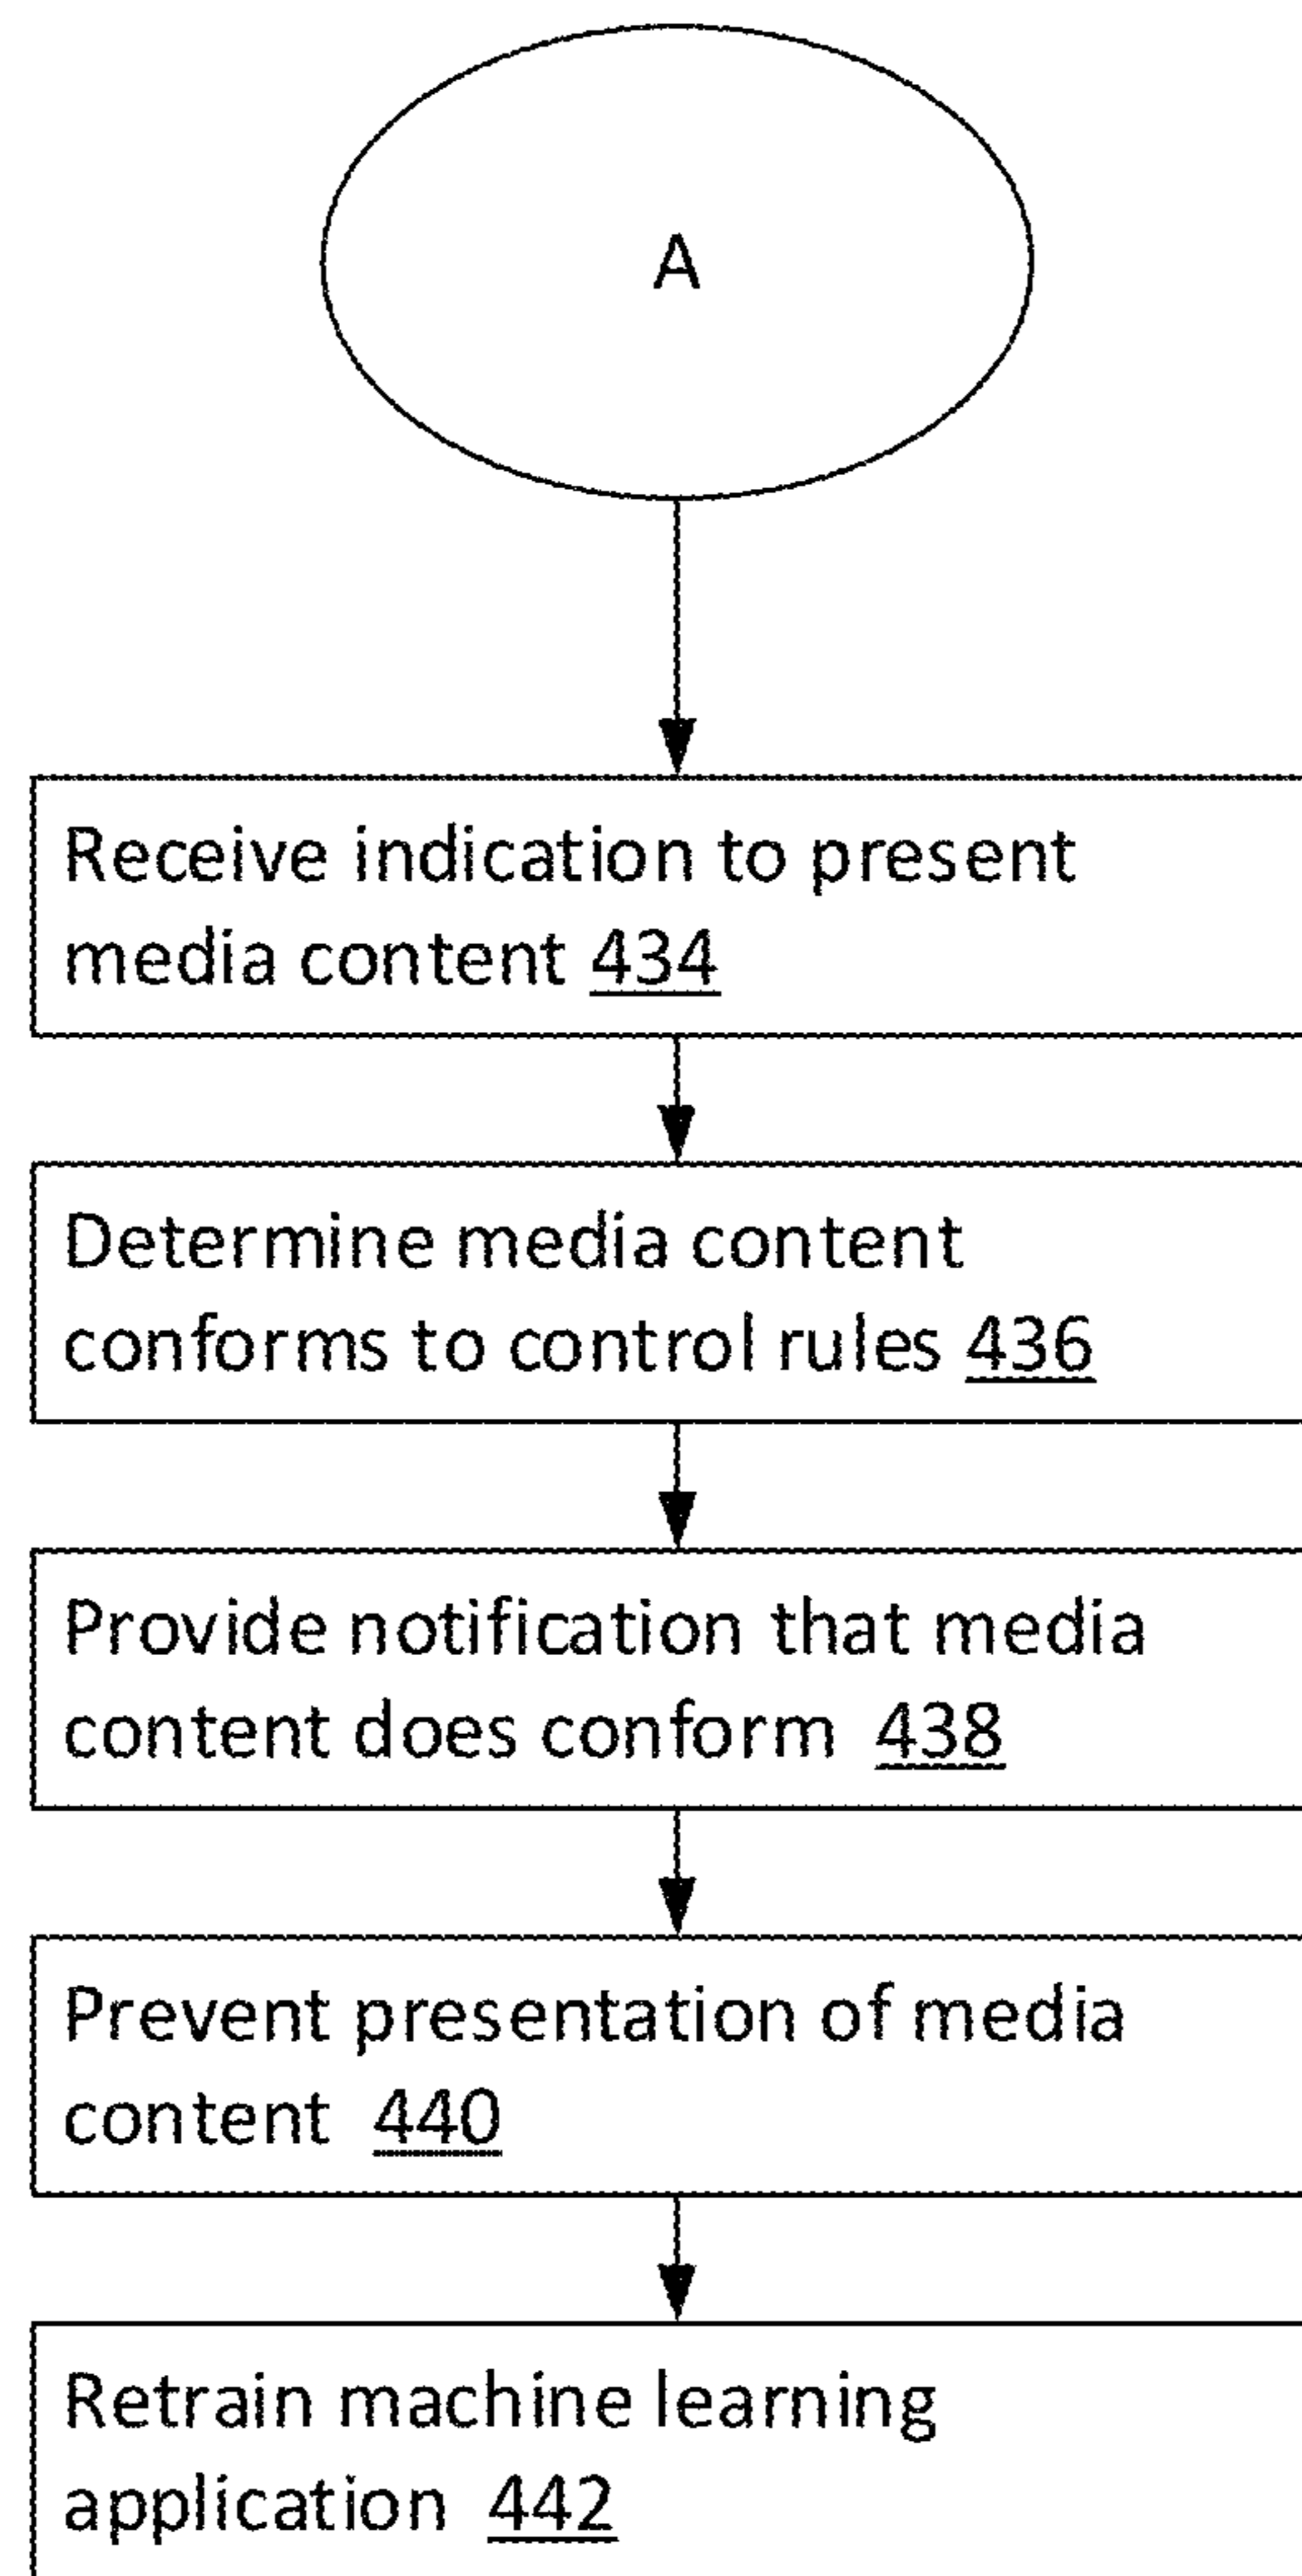 A
Receive indication to present
media content 434
Determine media content
conforms to control rules 436
Provide notification that media
content does conform 438
Prevent presentation of media
content 440
Retrain machine learning
application 442